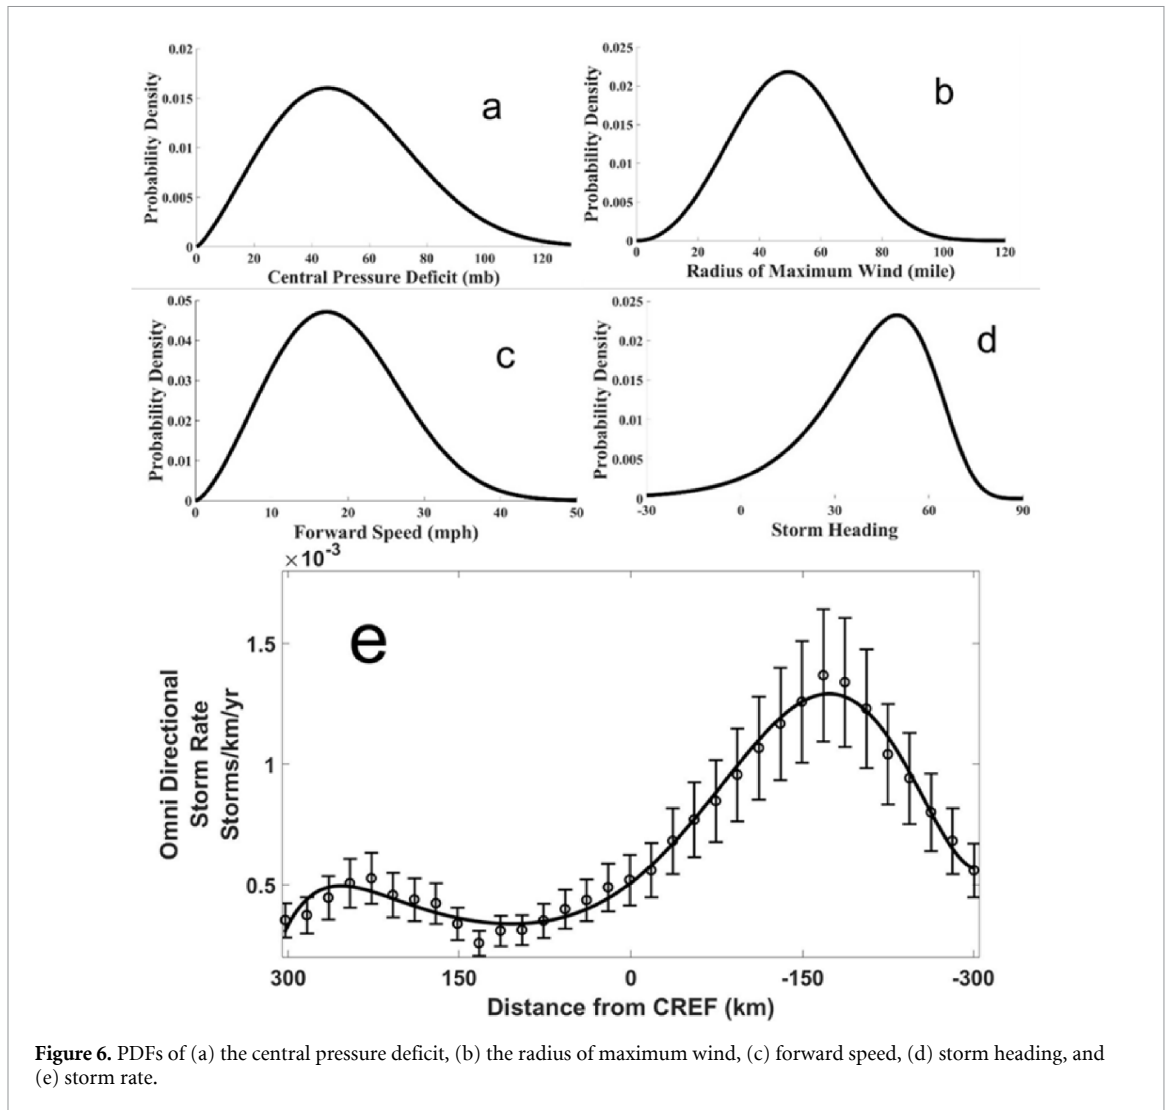 0.02
0.015
0.01
0.005
0
Probability Density
a
0 20 40 60 80 100 120
Central Pressure Deficit (mb)
0.025
0.02
0.015
0.01
0.005
0
Probability Density
b
0 20 40 60 80 100 120
Radius of Maximum Wind (mile)
0.05
0.04
0.03
0.02
0.01
0
Probability Density
c
0 10 20 30 40 50
Forward Speed (mph)
0.025
0.02
0.015
0.01
0.005
0
Probability Density
d
-30 0 30 60 90
Storm Heading
×10-3
1.5
1
0.5
Omni Directional
Storm Rate
Storms/km/yr
e
300 150 0 -150 -300
Distance from CREF (km)
Figure 6. PDFs of (a) the central pressure deficit, (b) the radius of maximum wind, (c) forward speed, (d) storm heading, and
(e) storm rate.